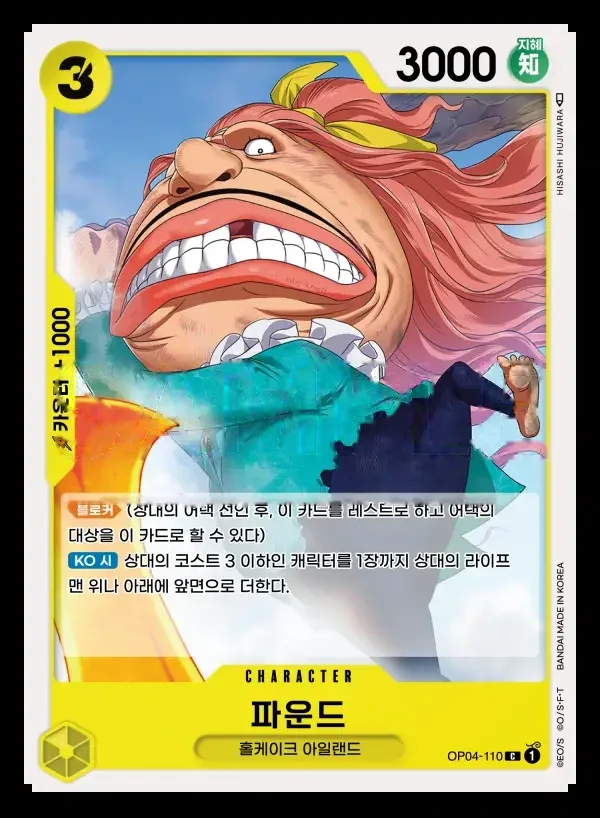 3
3000
지혜
知
HISASHI HUJIWARA
카운터 +1000
블로커 (상대의 어택 선언 후, 이 카드를 레스트로 하고 어택의
대상을 이 카드로 할 수 있다)
KO 시 상대의 코스트 3 이하인 캐릭터를 1장까지 상대의 라이프
맨 위나 아래에 앞면으로 더한다.
CHARACTER
파운드
홀케이크 아일랜드
OP04-110 C 1
©EO/S ©O/S·F·T BANDAI MADE IN KOREA